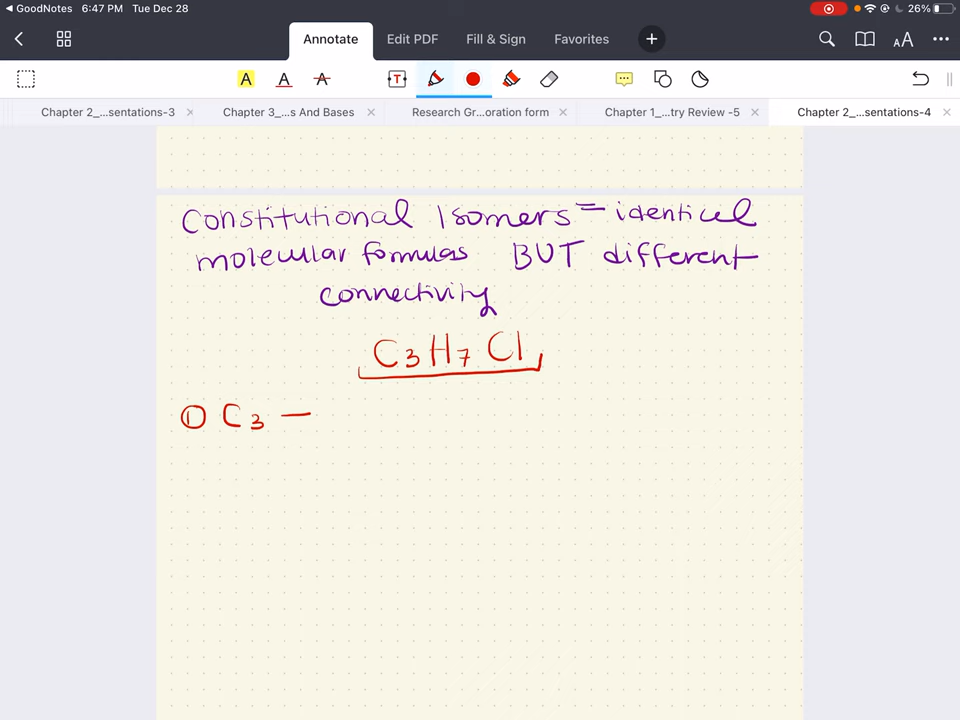 GoodNotes 6:47 PM Tue Dec 28 26%
Annotate Edit PDF Fill & Sign Favorites
A A A T AA
Chapter 2_...sentations-3 Chapter 3_...s And Bases Research Gr...oration form Chapter 1_...try Review -5 Chapter 2_...sentations-4
Constitutional Isomers = identical
molecular formulas BUT different
connectivity
C₃H₇Cl
① C₃ —